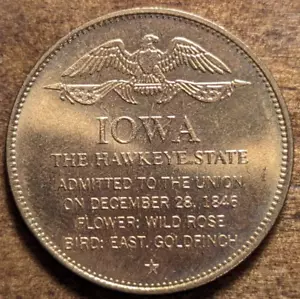 IOWA
THE HAWKEYE STATE
ADMITTED TO THE UNION
ON DECEMBER 28, 1846
FLOWER: WILD ROSE
BIRD: EAST. GOLDFINCH